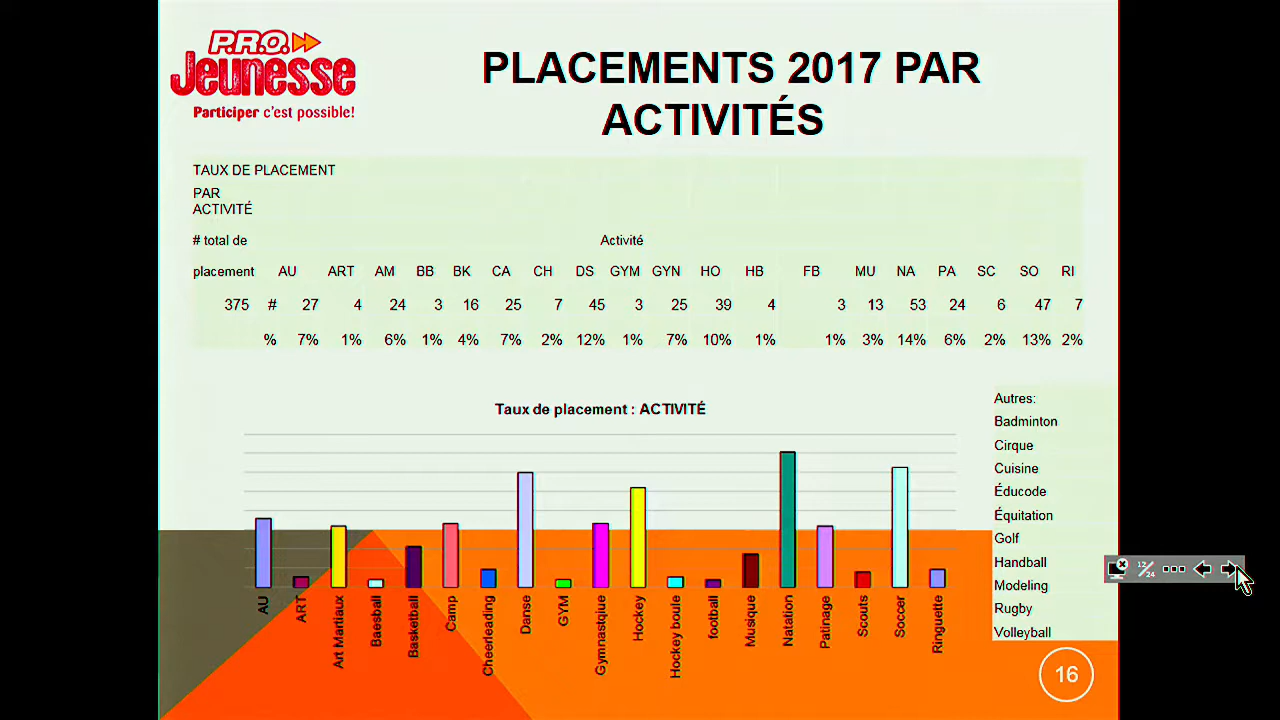 P.R.O.
Jeunesse
Participer c'est possible!
PLACEMENTS 2017 PAR
ACTIVITÉS
TAUX DE PLACEMENT
PAR
ACTIVITÉ
# total de Activité
placement AU ART AM BB BK CA CH DS GYM GYN HO HB FB MU NA PA SC SO RI
375 # 27 4 24 3 16 25 7 45 3 25 39 4 3 13 53 24 6 47 7
% 7% 1% 6% 1% 4% 7% 2% 12% 1% 7% 10% 1% 1% 3% 14% 6% 2% 13% 2%
Taux de placement : ACTIVITÉ
AU
ART
Art Martiaux
Baesball
Basketball
Camp
Cheerleading
Danse
GYM
Gymnastqiue
Hockey
Hockey boule
football
Musique
Natation
Patinage
Scouts
Soccer
Ringuette
Autres:
Badminton
Cirque
Cuisine
Éducode
Équitation
Golf
Handball
Modeling
Rugby
Volleyball
12/24
16